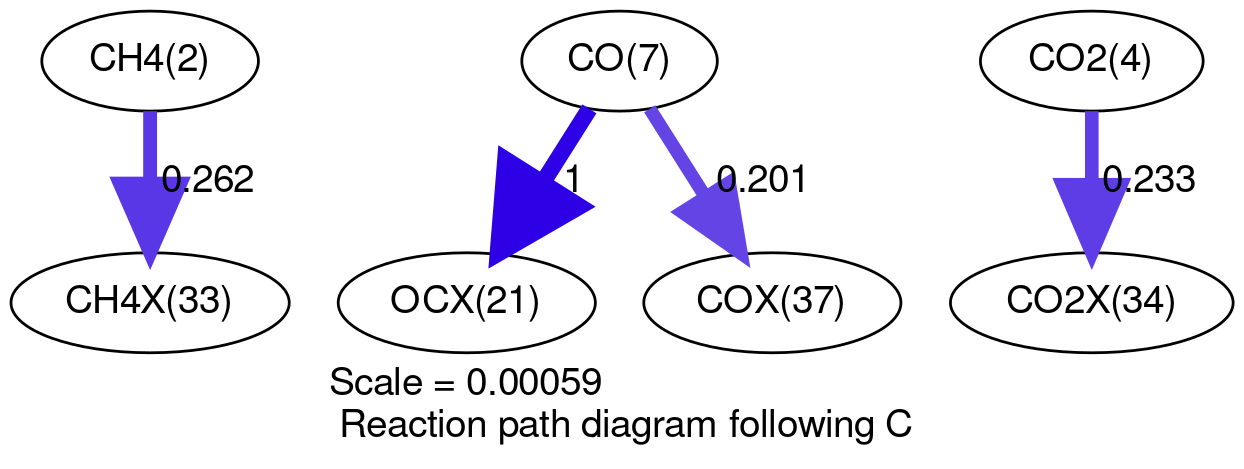 CH4(2)
CO(7)
CO2(4)
0.262
1
0.201
0.233
CH4X(33)
OCX(21)
COX(37)
CO2X(34)
Scale = 0.00059
Reaction path diagram following C